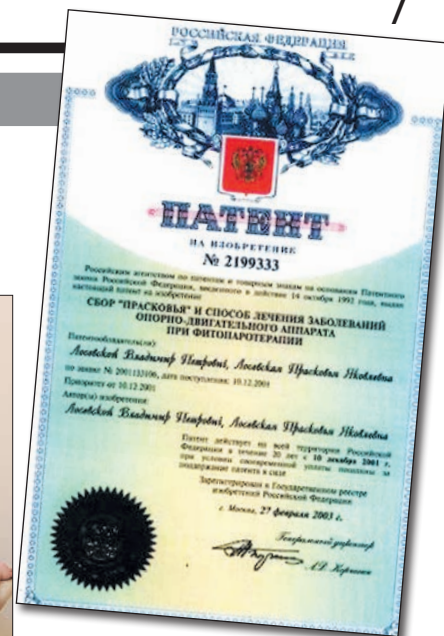 РОССИЙСКАЯ ФЕДЕРАЦИЯ
ПАТЕНТ
НА ИЗОБРЕТЕНИЕ
№ 2199333
Российским агентством по патентам и товарным знакам на основании Патентного
закона Российской Федерации, введенного в действие 14 октября 1992 года, выдан
настоящий патент на изобретение
СБОР "ПРАСКОВЬЯ" И СПОСОБ ЛЕЧЕНИЯ ЗАБОЛЕВАНИЙ
ОПОРНО-ДВИГАТЕЛЬНОГО АППАРАТА
ПРИ ФИТОПАРОТЕРАПИИ
Патентообладатель(ли):
Лосевской Владимир Петрович, Лосевская Прасковья Яковлевна
по заявке № 2001133106, дата поступления: 10.12.2001
Приоритет от 10.12.2001
Автор(ы) изобретения:
Лосевской Владимир Петрович, Лосевская Прасковья Яковлевна
Патент действует на всей территории Российской
Федерации в течение 20 лет с 10 декабря 2001 г.
при условии своевременной уплаты пошлины за
поддержание патента в силе
Зарегистрирован в Государственном реестре
изобретений Российской Федерации
г. Москва, 27 февраля 2003 г.
Генеральный директор
А.Д. Корчагин